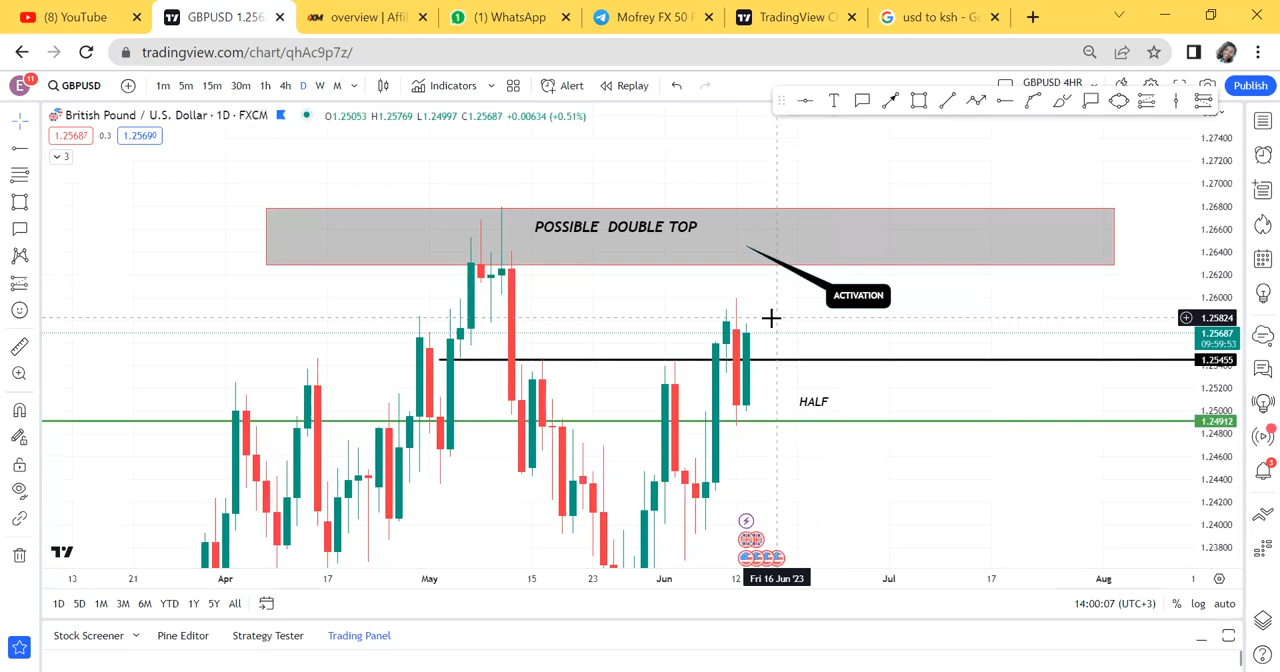 (8) YouTube
GBPUSD 1.256
overview | Affil
(1) WhatsApp
Mofrey FX 50 F
TradingView C
usd to ksh - G
tradingview.com/chart/qhAc9p7z/
E 11
GBPUSD
1m 5m 15m 30m 1h 4h D W M
Indicators
Alert
Replay
GBPUSD 4HR
Publish
British Pound / U.S. Dollar · 1D · FXCM
O1.25053 H1.25769 L1.24997 C1.25687 +0.00634 (+0.51%)
1.25687 0.3 1.25690
3
1.27400
1.27200
1.27000
1.26800
POSSIBLE DOUBLE TOP
1.26600
1.26400
1.26200
ACTIVATION
1.26000
1.25824
1.25687
09:59:53
1.25455
1.25200
HALF
1.25000
1.24912
1.24800
1.24600
1.24400
1.24200
1.24000
1.23800
13 21 Apr 17 May 15 23 Jun 12 Fri 16 Jun '23 Jul 17 Aug 1
1D 5D 1M 3M 6M YTD 1Y 5Y All
14:00:07 (UTC+3) % log auto
Stock Screener Pine Editor Strategy Tester Trading Panel
3